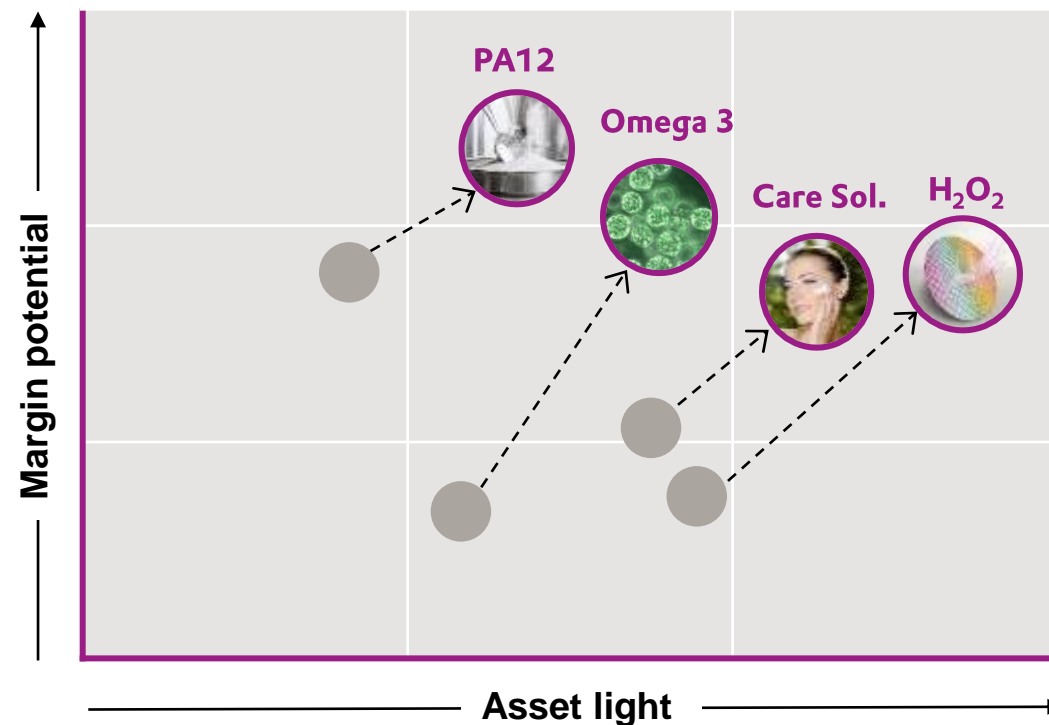 PA12
Omega 3
Care Sol.
H₂O₂
Margin potential
Asset light